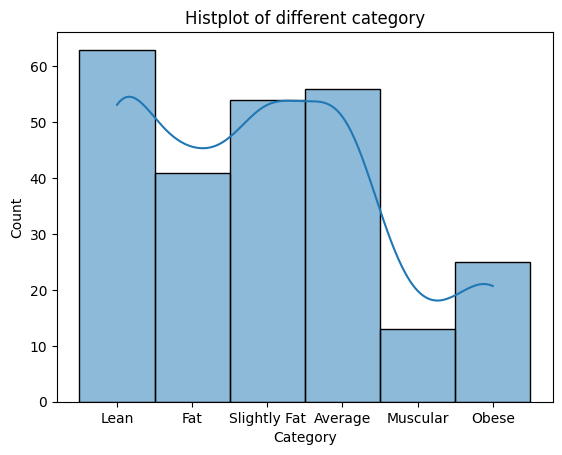 Histplot of different category
Count
60
50
40
30
20
10
0
Lean Fat Slightly Fat Average Muscular Obese
Category